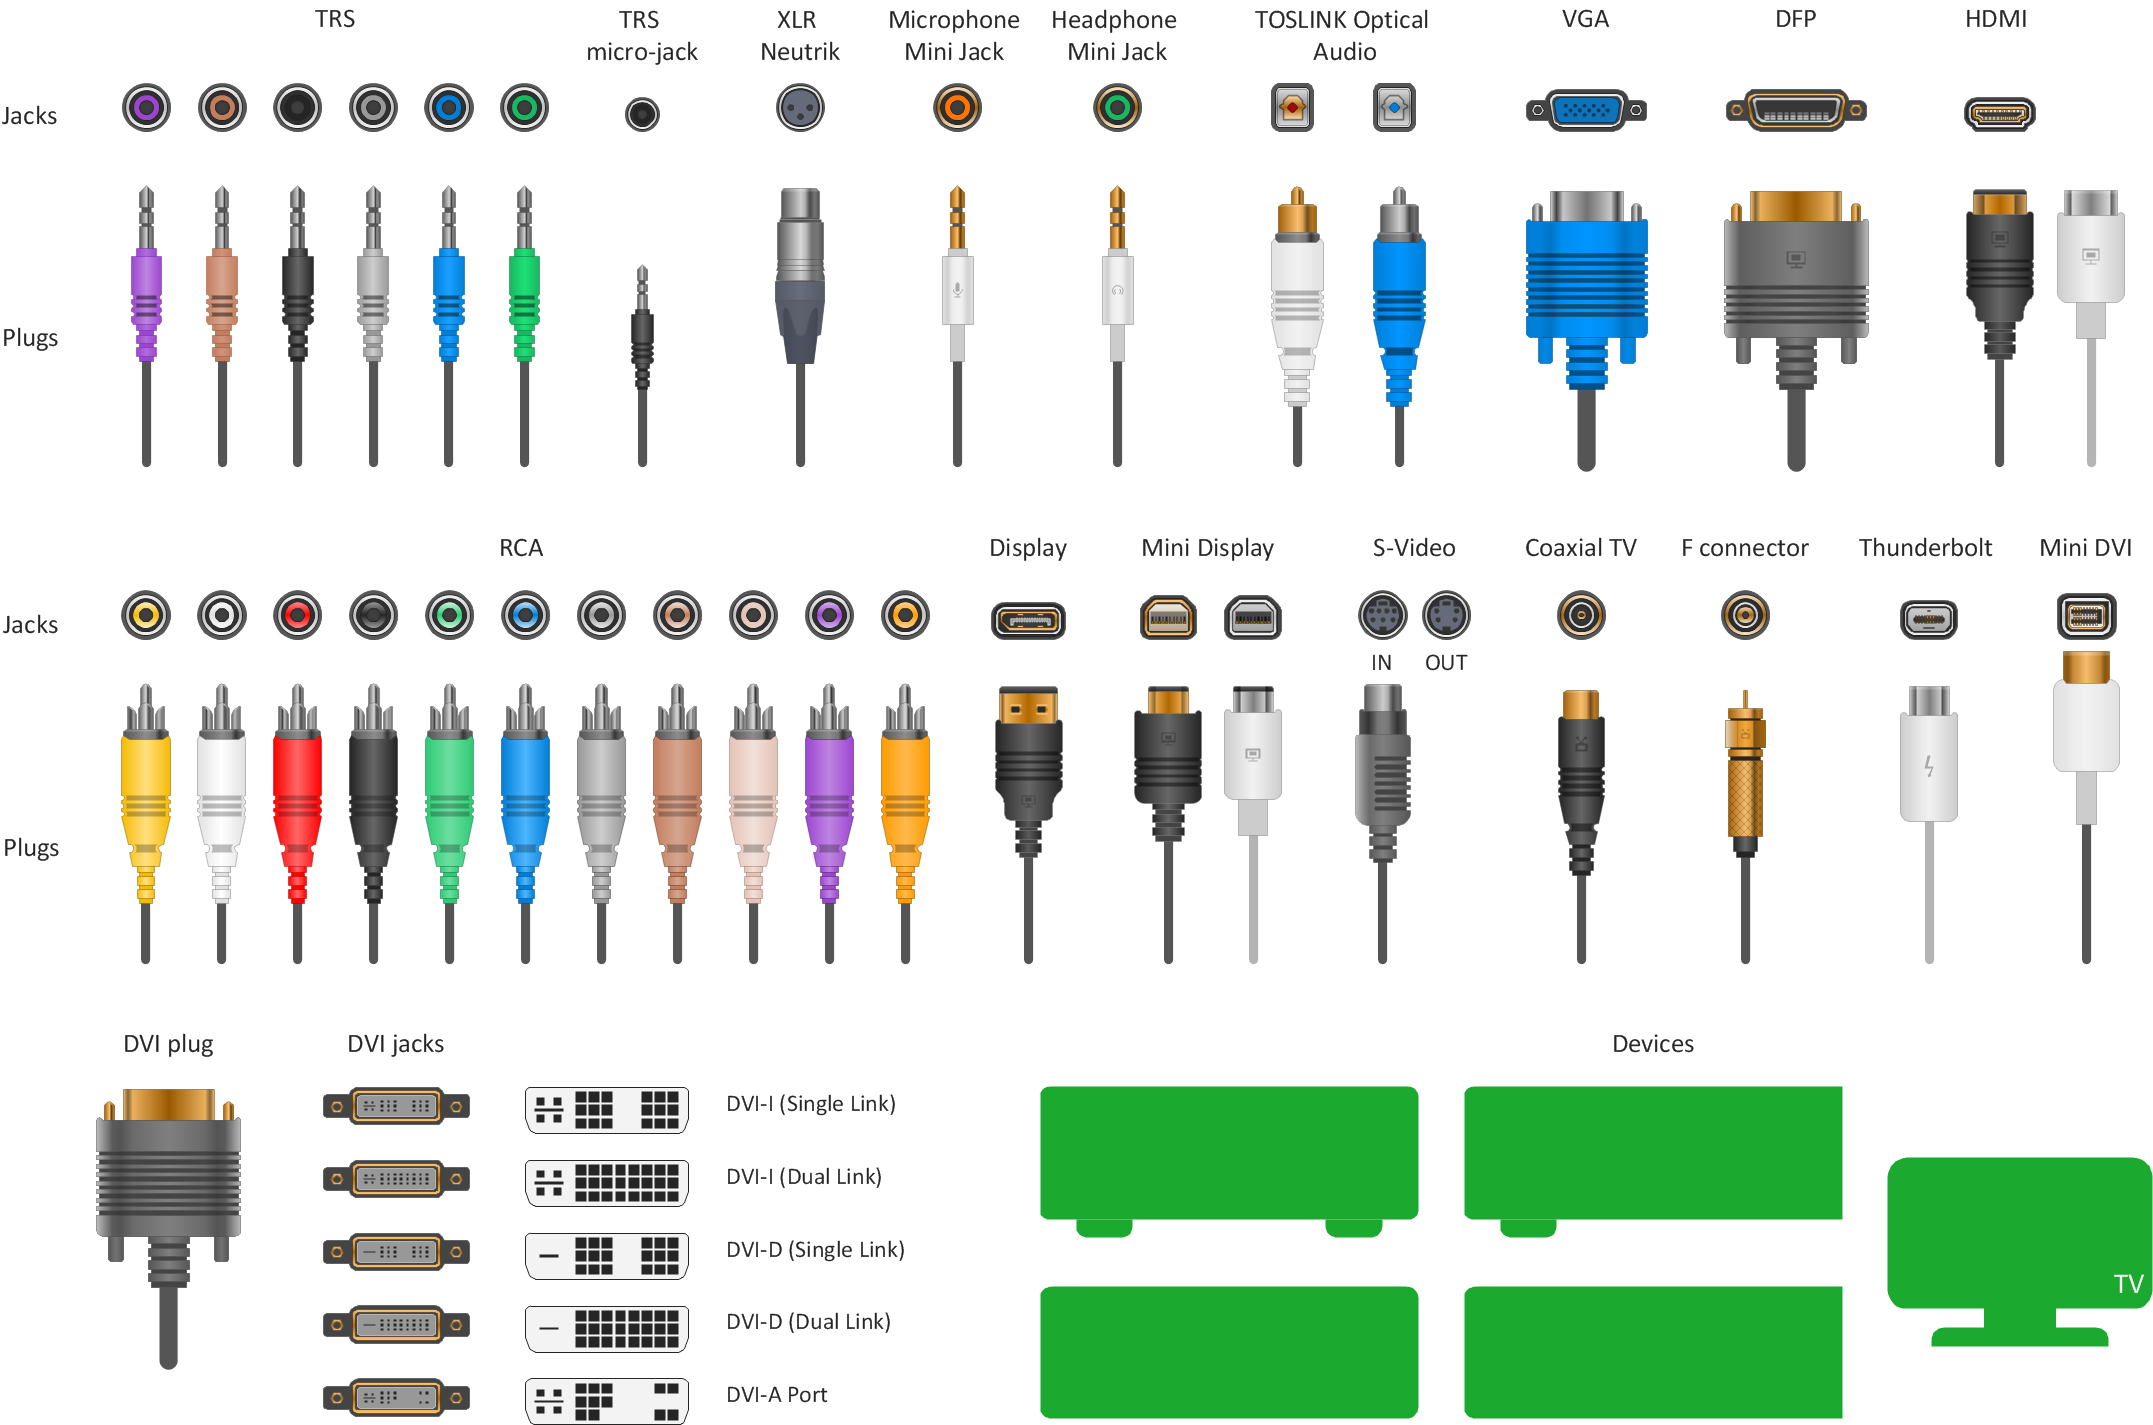 TRS
TRS
micro-jack
XLR
Neutrik
Microphone
Mini Jack
Headphone
Mini Jack
TOSLINK Optical
Audio
VGA
DFP
HDMI
Jacks
Plugs
RCA
Display
Mini Display
S-Video
Coaxial TV
F connector
Thunderbolt
Mini DVI
Jacks
IN
OUT
Plugs
DVI plug
DVI jacks
Devices
DVI-I (Single Link)
DVI-I (Dual Link)
DVI-D (Single Link)
TV
DVI-D (Dual Link)
DVI-A Port